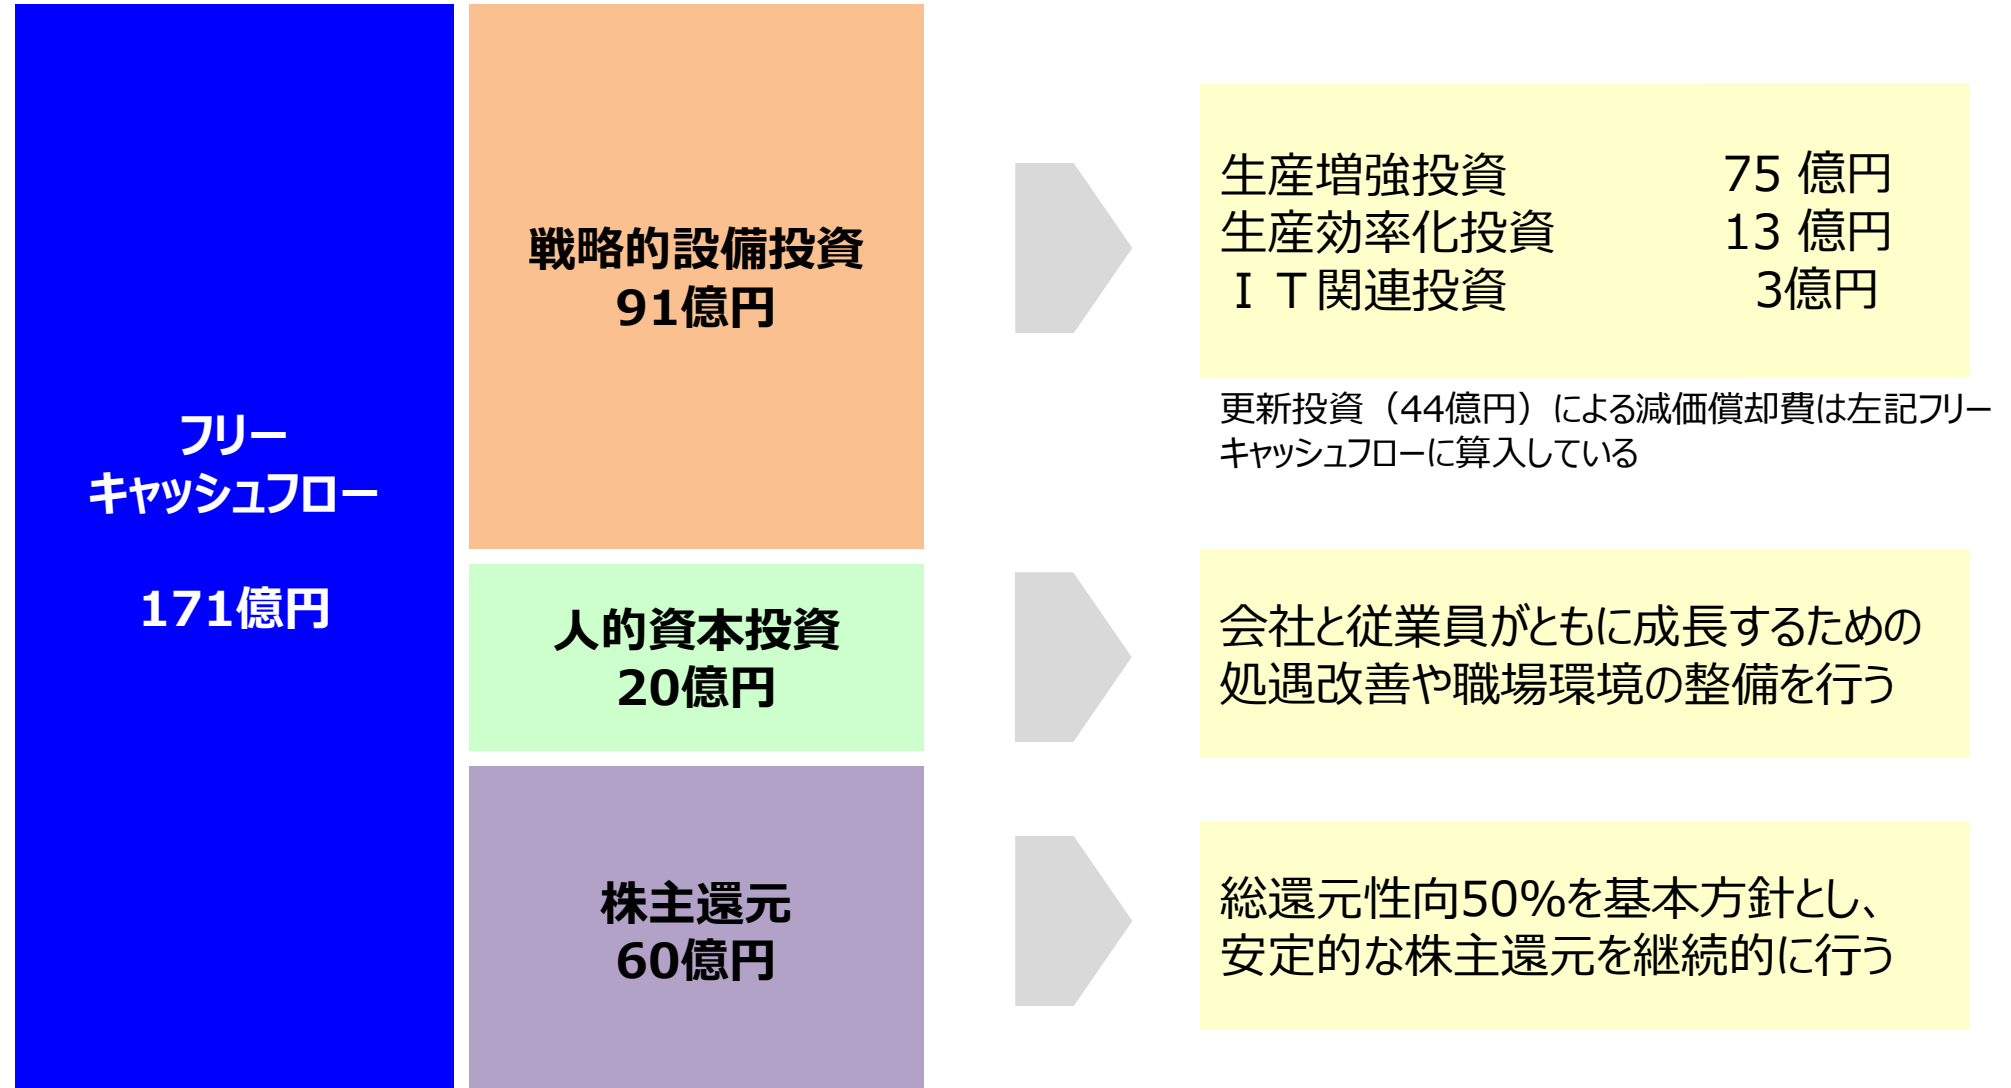 フリー
キャッシュフロー
171億円
戦略的設備投資
91億円
生産増強投資 75 億円
生産効率化投資 13 億円
ＩＴ関連投資 3億円
更新投資（44億円）による減価償却費は左記フリー
キャッシュフローに算入している
人的資本投資
20億円
会社と従業員がともに成長するための
処遇改善や職場環境の整備を行う
株主還元
60億円
総還元性向50%を基本方針とし、
安定的な株主還元を継続的に行う